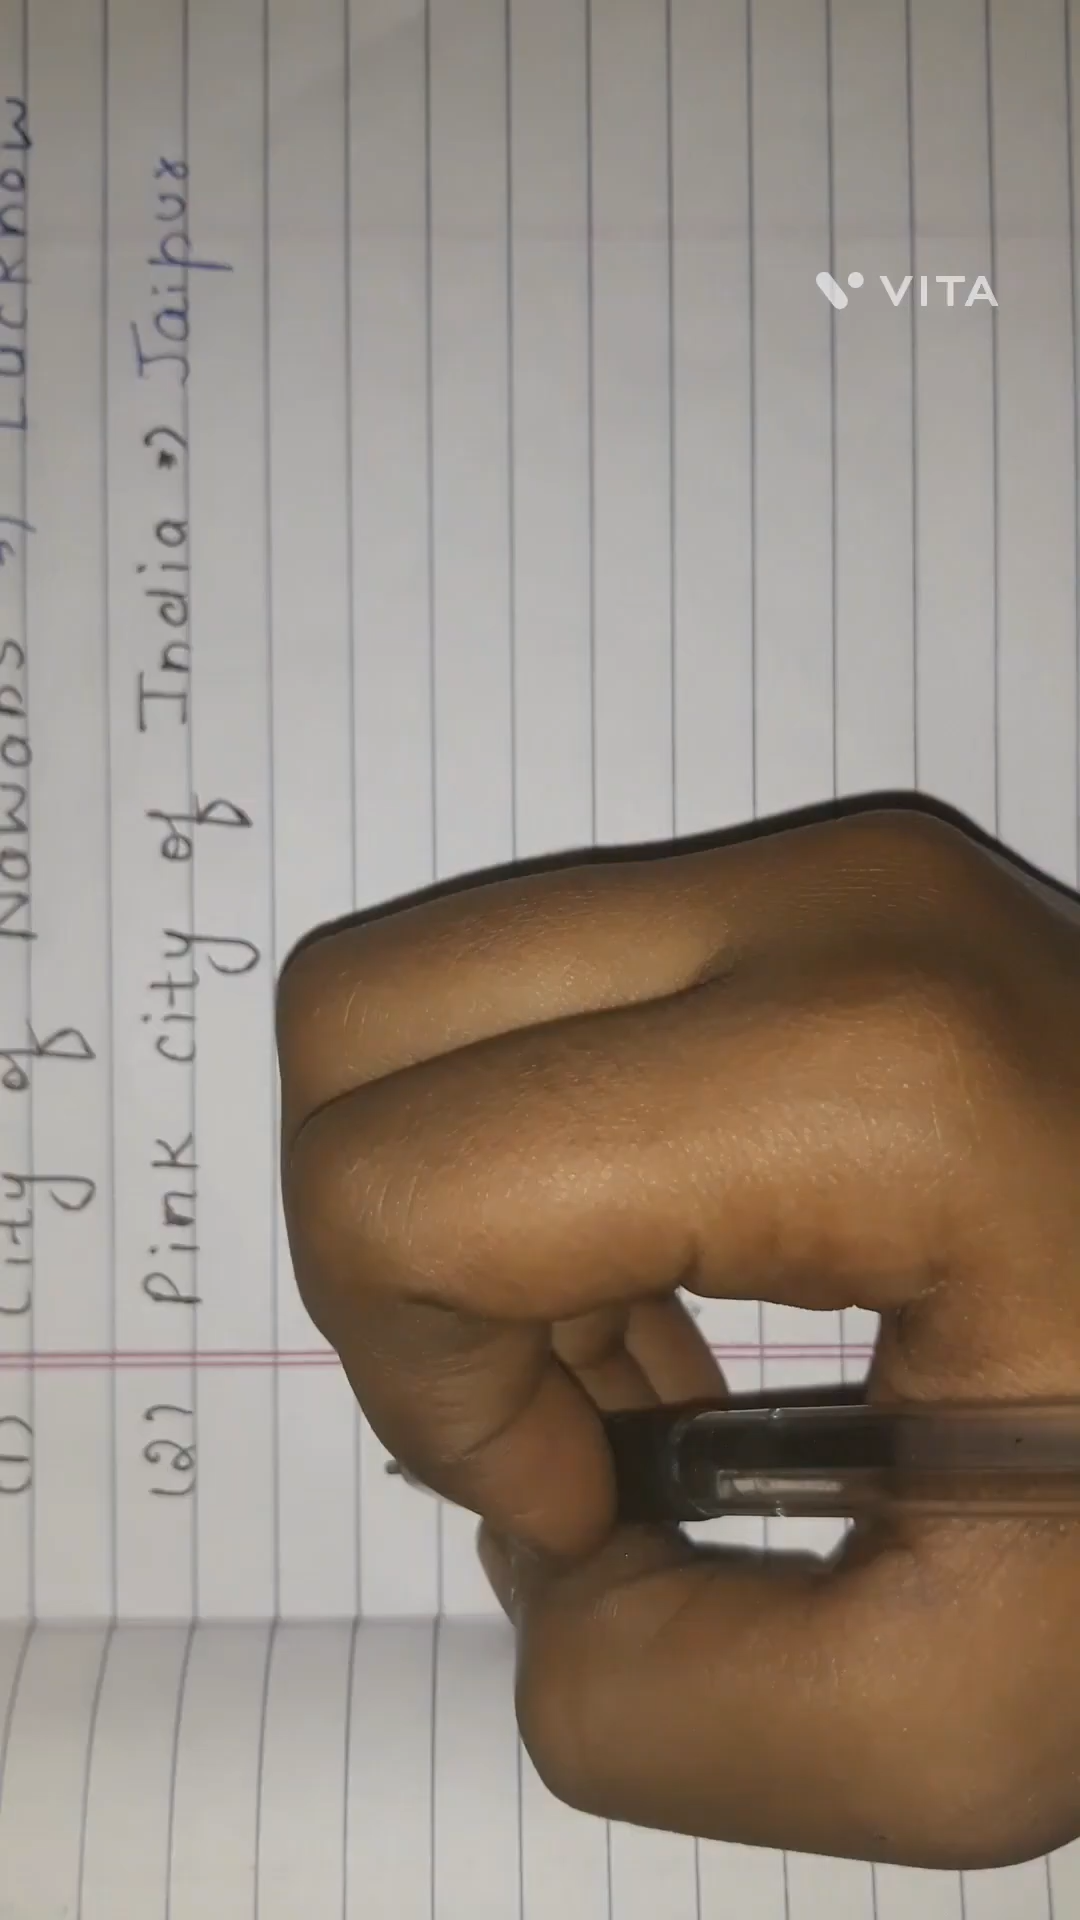 (1) City of Nawabs => Lucknow
(2) Pink city of India => Jaipur
VITA